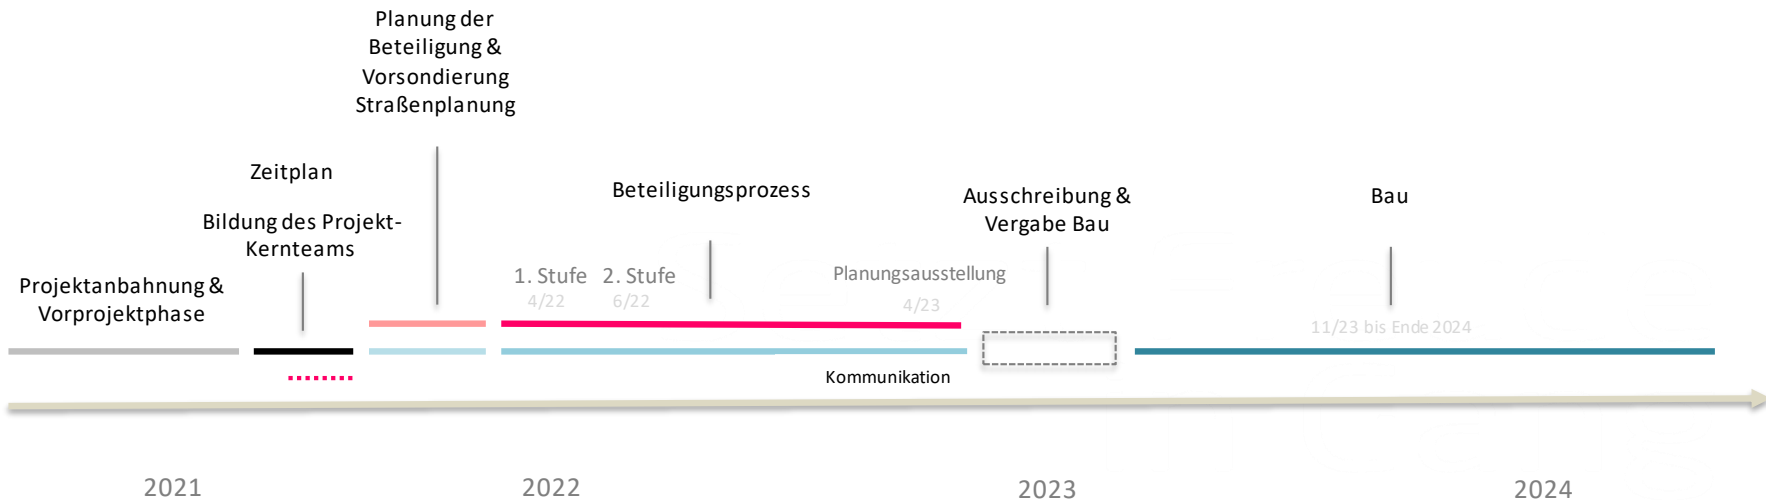 Planung der
Beteiligung &
Vorsondierung
Straßenplanung
Zeitplan
Bildung des Projekt-
Kernteams
Projektanbahnung &
Vorprojektphase
Beteiligungsprozess
1. Stufe
4/22
2. Stufe
6/22
Planungsausstellung
4/23
Ausschreibung &
Vergabe Bau
Bau
11/23 bis Ende 2024
Kommunikation
2021
2022
2023
2024